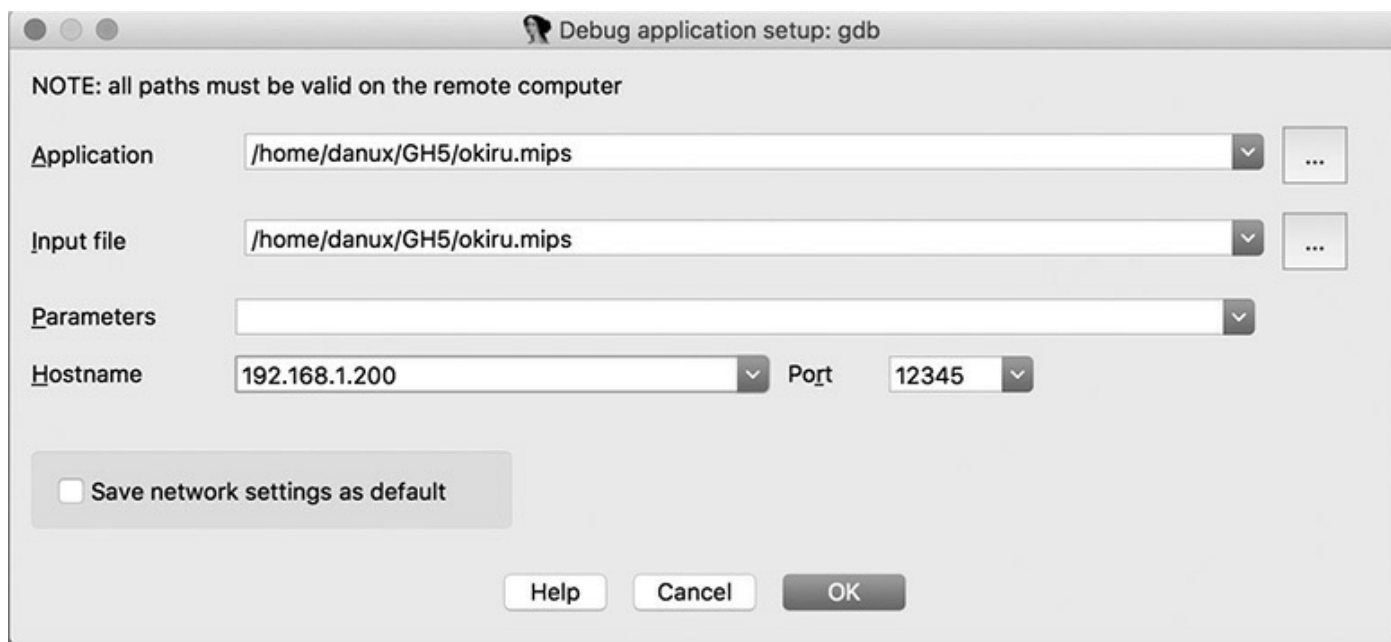 Debug application setup: gdb
NOTE: all paths must be valid on the remote computer
Application /home/danux/GH5/okiru.mips ...
Input file /home/danux/GH5/okiru.mips ...
Parameters
Hostname 192.168.1.200 Port 12345
Save network settings as default
Help Cancel OK